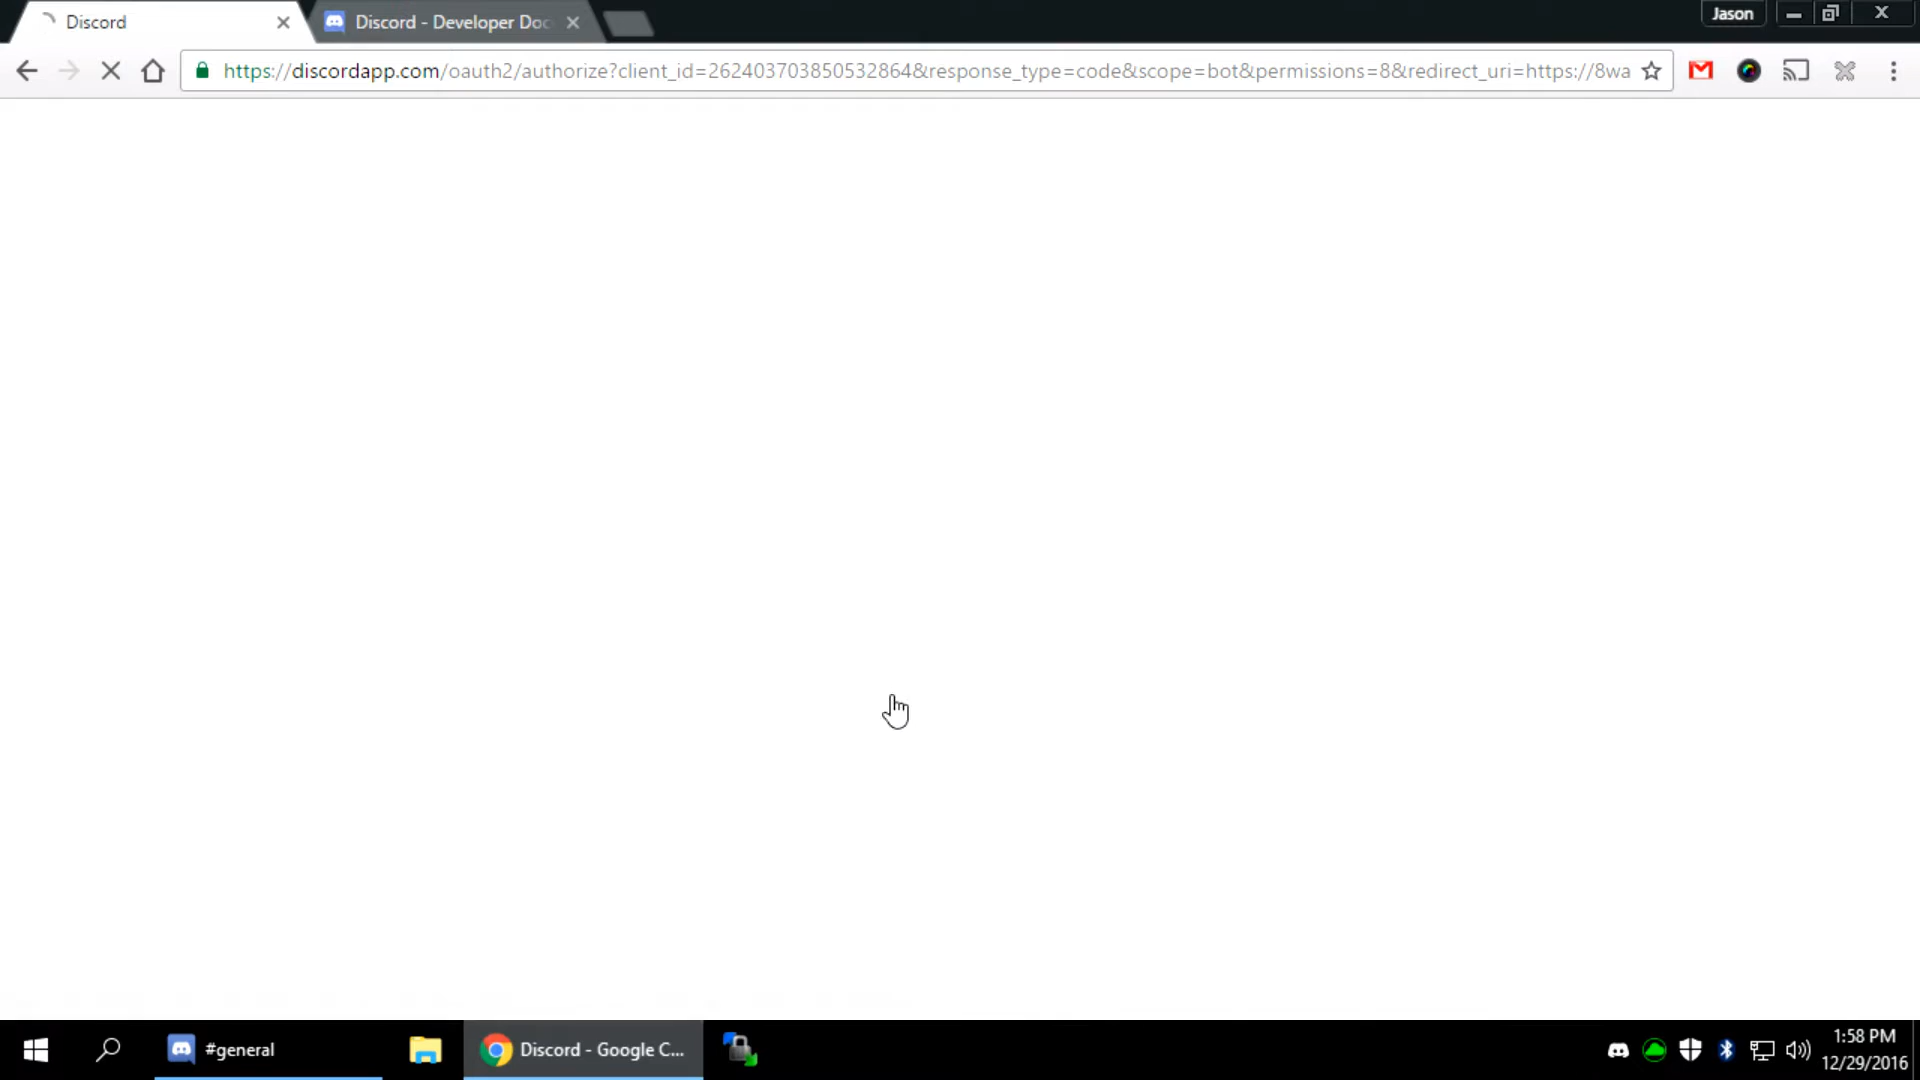 Discord
Discord - Developer Doc
Jason
https://discordapp.com/oauth2/authorize?client_id=262403703850532864&response_type=code&scope=bot&permissions=8&redirect_uri=https://8wa
#general
Discord - Google C...
1:58 PM
12/29/2016